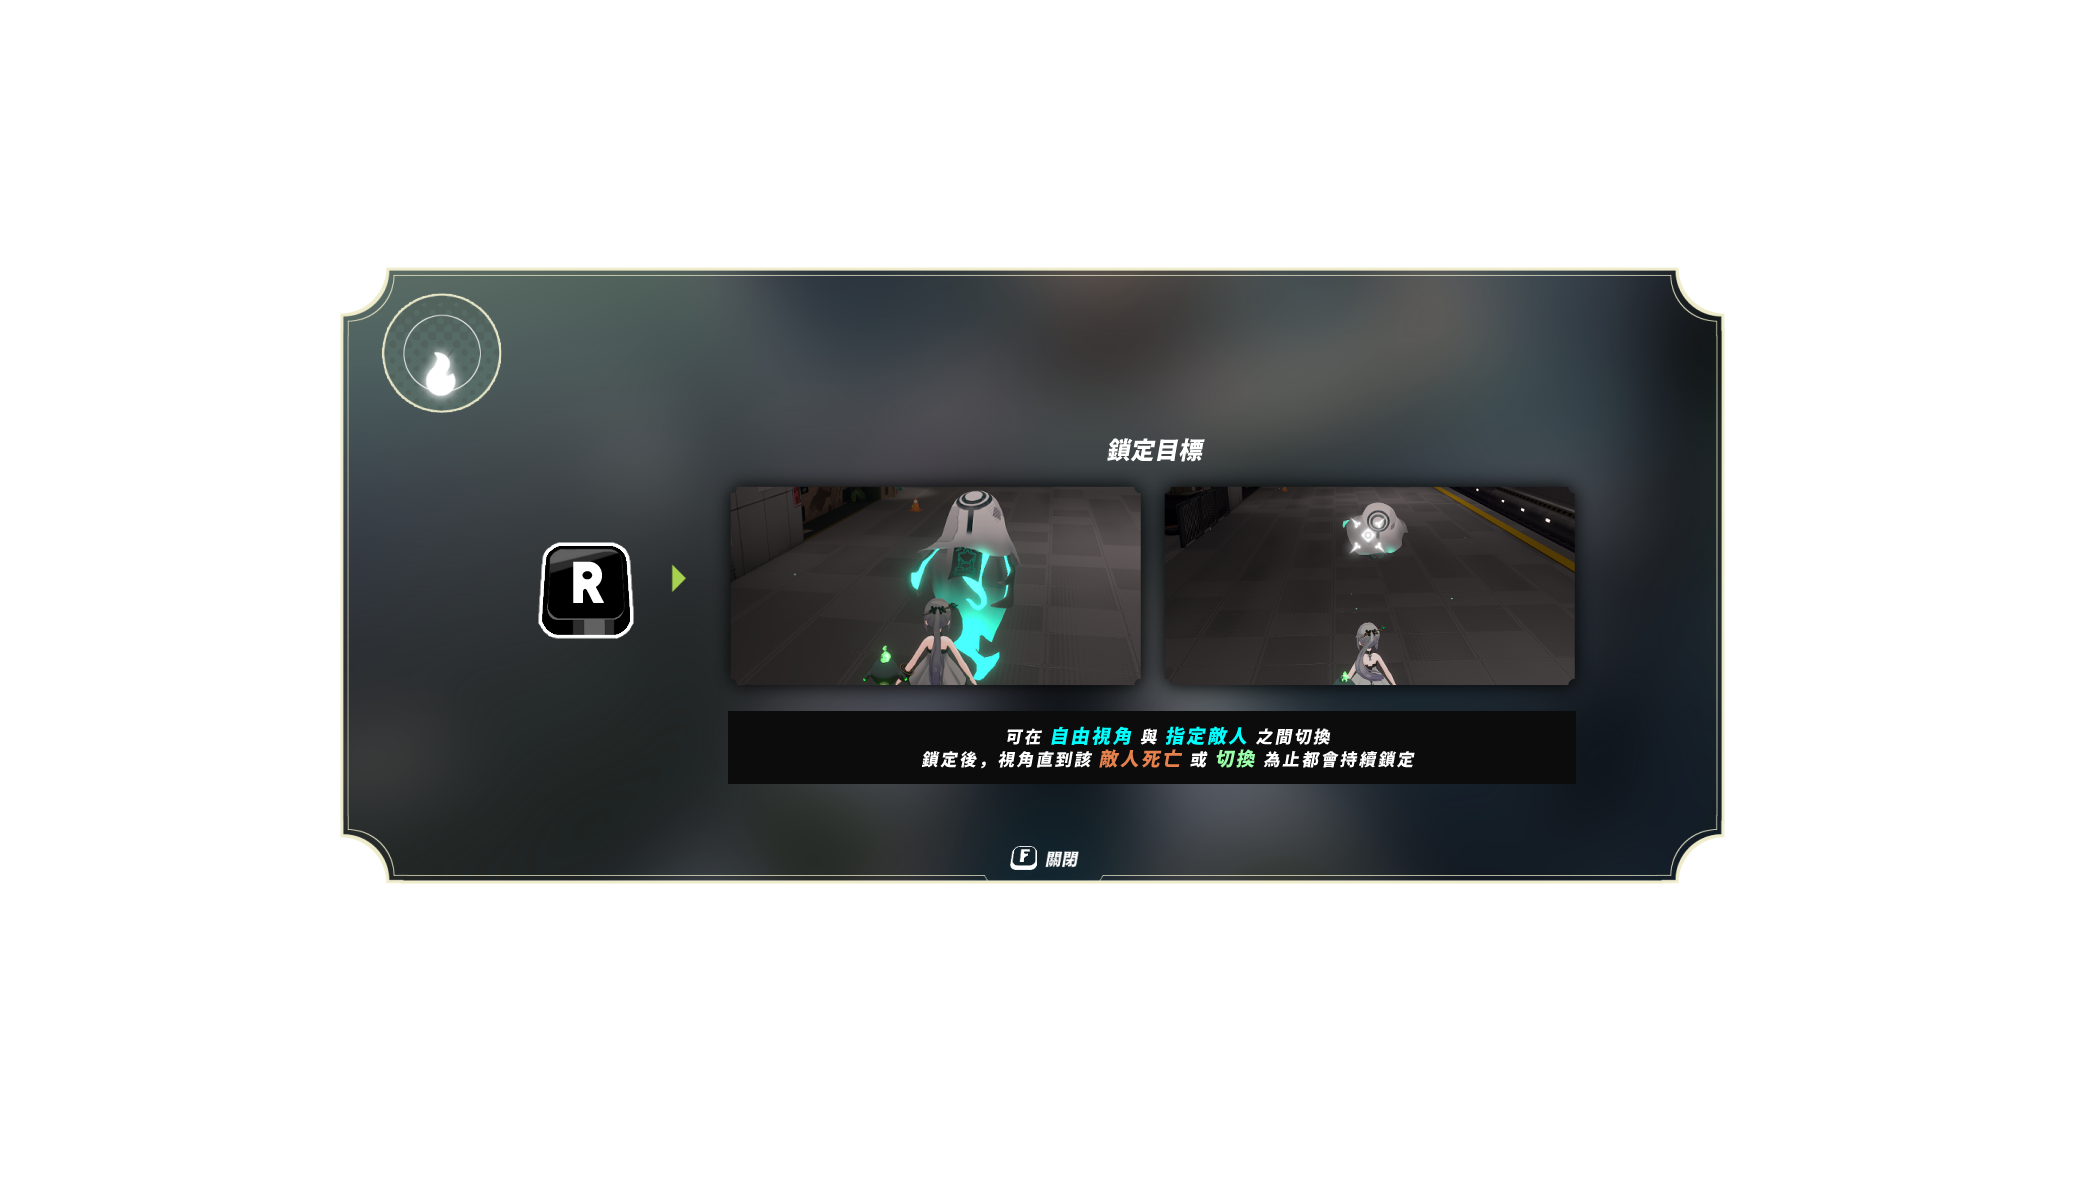 鎖定目標
R
可在 自由視角 與 指定敵人 之間切換
鎖定後，視角直到該 敵人死亡 或 切換 為止都會持續鎖定
F 關閉